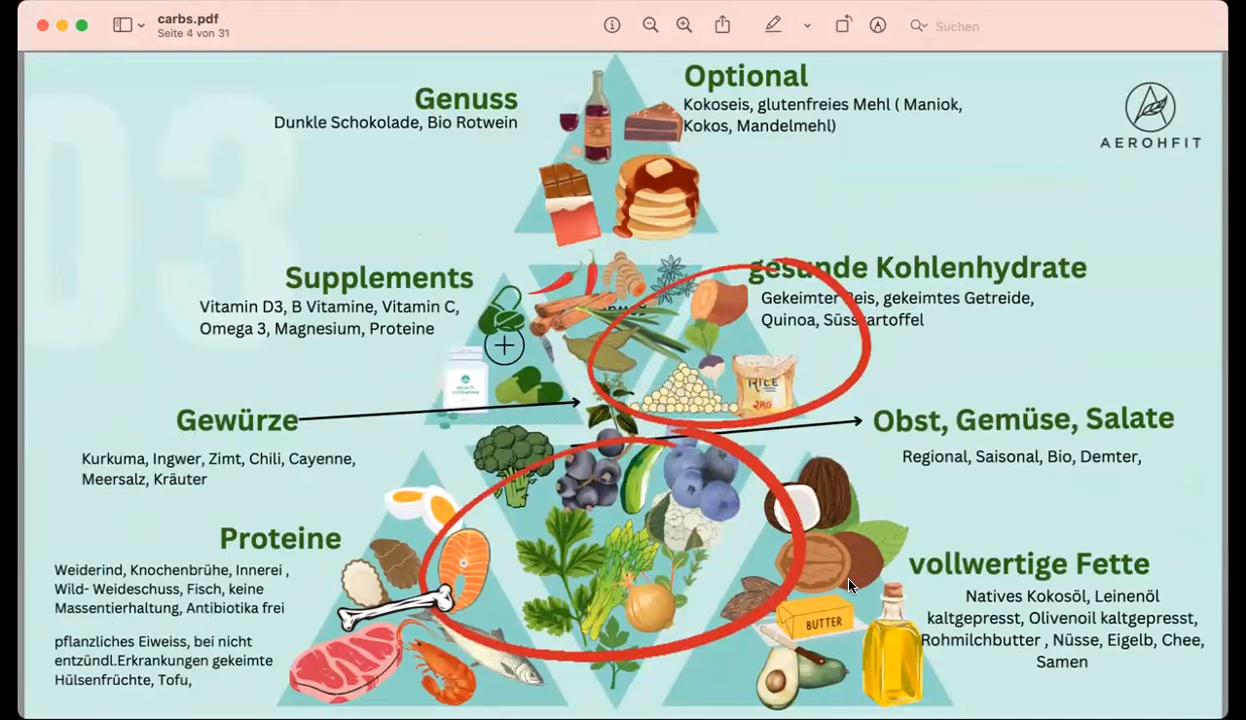 carbs.pdf
Seite 4 von 31
Suchen
03
Genuss
Dunkle Schokolade, Bio Rotwein
Optional
Kokoseis, glutenfreies Mehl ( Maniok,
Kokos, Mandelmehl)
AEROHFIT
Supplements
Vitamin D3, B Vitamine, Vitamin C,
Omega 3, Magnesium, Proteine
gesunde Kohlenhydrate
Gekeimter Reis, gekeimtes Getreide,
Quinoa, Süsskartoffel
MULTI
VITAMINS
RICE
2KG
Gewürze
Kurkuma, Ingwer, Zimt, Chili, Cayenne,
Meersalz, Kräuter
Obst, Gemüse, Salate
Regional, Saisonal, Bio, Demter,
Proteine
Weiderind, Knochenbrühe, Innerei ,
Wild- Weideschuss, Fisch, keine
Massentierhaltung, Antibiotika frei
pflanzliches Eiweiss, bei nicht
entzündl.Erkrankungen gekeimte
Hülsenfrüchte, Tofu,
vollwertige Fette
Natives Kokosöl, Leinenöl
kaltgepresst, Olivenoil kaltgepresst,
Rohmilchbutter , Nüsse, Eigelb, Chee,
Samen
BUTTER